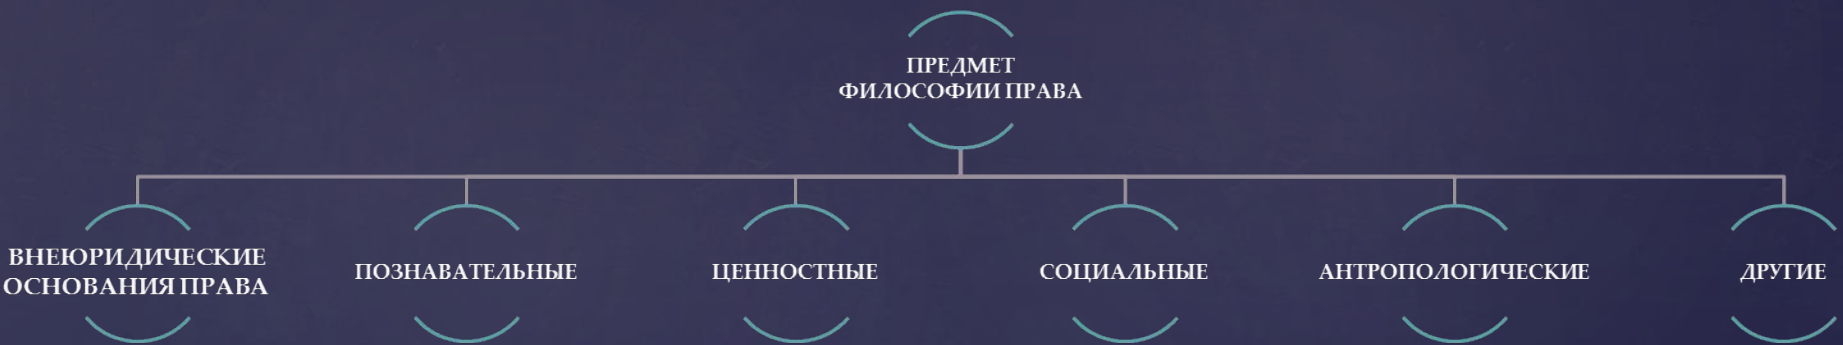 ПРЕДМЕТ
ФИЛОСОФИИ ПРАВА
ВНЕЮРИДИЧЕСКИЕ
ОСНОВАНИЯ ПРАВА
ПОЗНАВАТЕЛЬНЫЕ
ЦЕННОСТНЫЕ
СОЦИАЛЬНЫЕ
АНТРОПОЛОГИЧЕСКИЕ
ДРУГИЕ